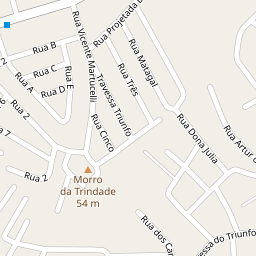 Rua Projetada
Rua Vicente Martucelli
Rua B
Rua Matagal
Rua C
Rua Três
Rua E
Rua A
Rua D
Travessa Triunfo
Rua 2
Rua Cinco
Rua Dona Julia
Rua Artur
Rua 2
Morro
da Trindade
54 m
Rua dos
do Triunfo